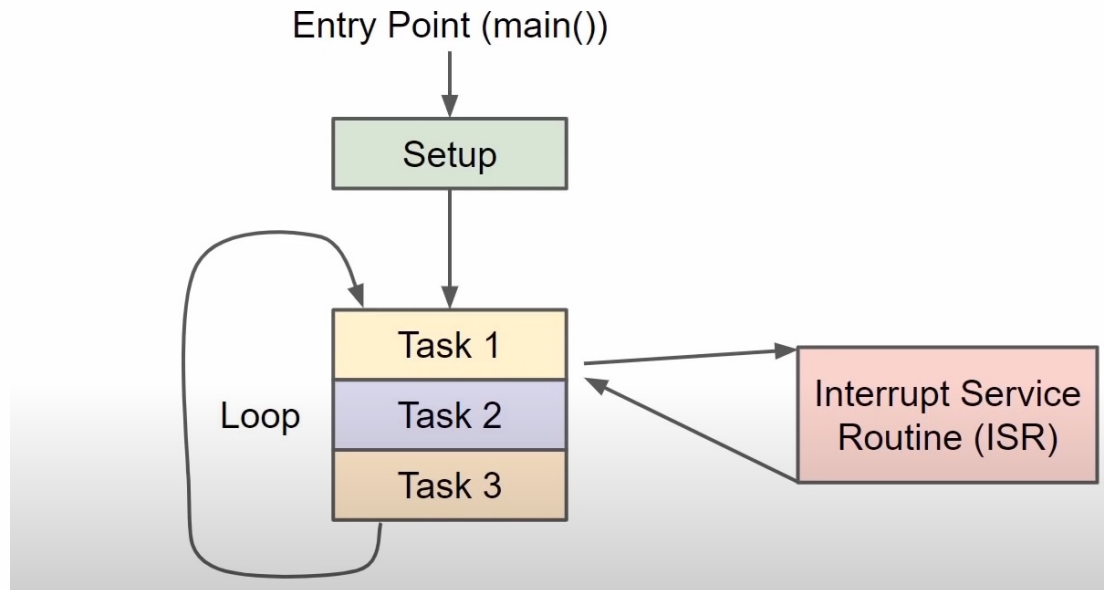 Entry Point (main())
Setup
Task 1
Loop
Task 2
Task 3
Interrupt Service
Routine (ISR)